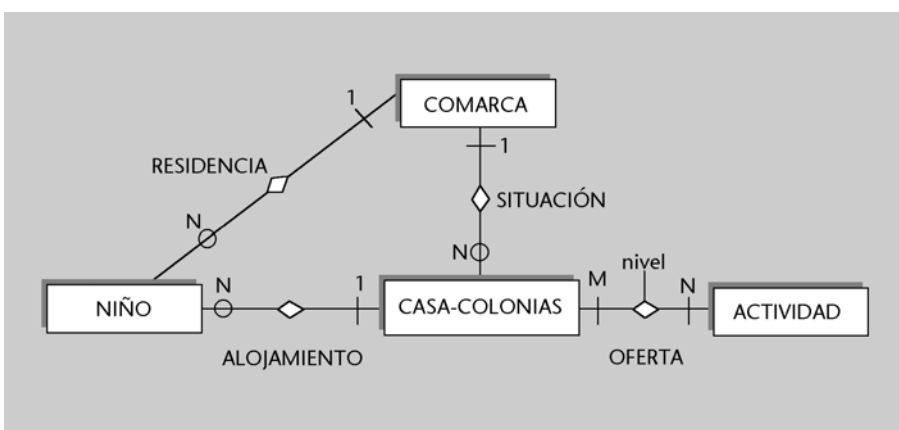 COMARCA
1
1
RESIDENCIA
SITUACIÓN
N
N
NIÑO
N
1
CASA-COLONIAS
M
nivel
N
ACTIVIDAD
ALOJAMIENTO
OFERTA